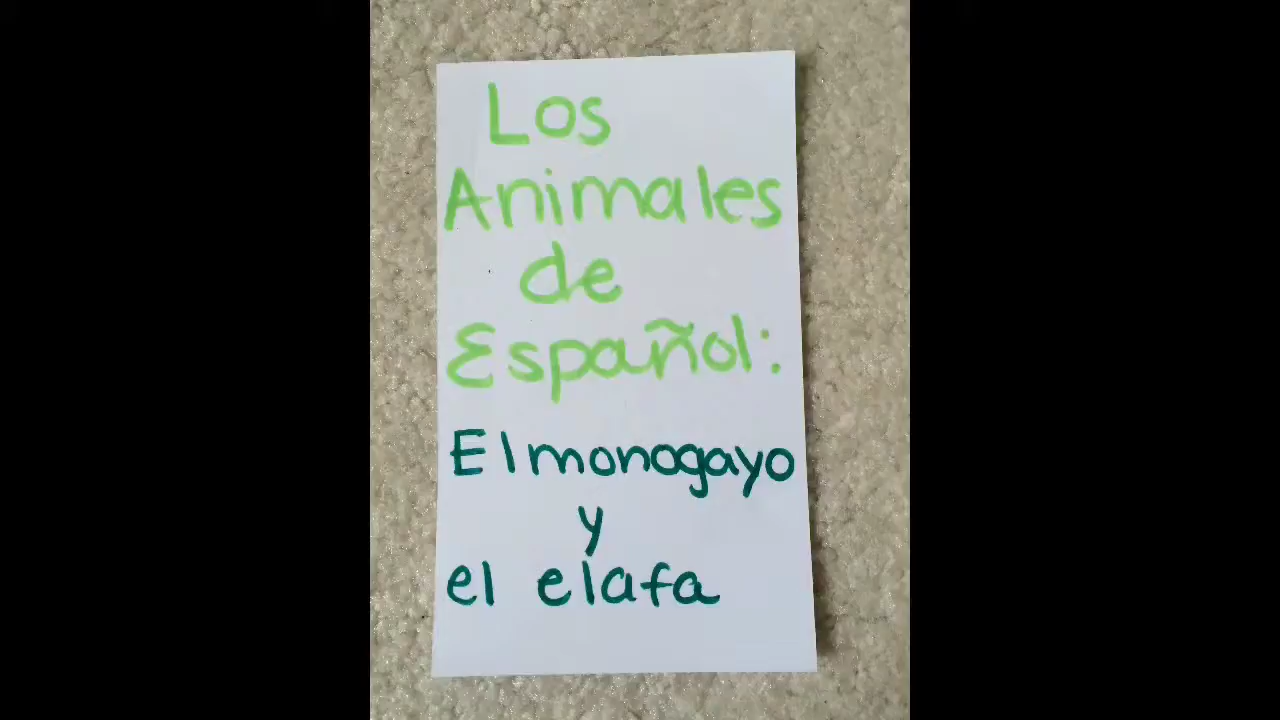 Los
Animales
de
Español:
El monogayo
y
el elafa